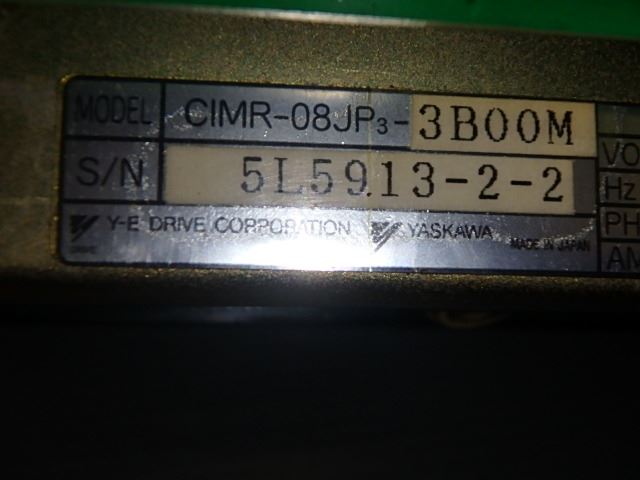 MODEL CIMR-08JP3-3B00M
S/N 5L5913-2-2
Y-E DRIVE CORPORATION YASKAWA MADE IN JAPAN
VO
Hz
PH
AM